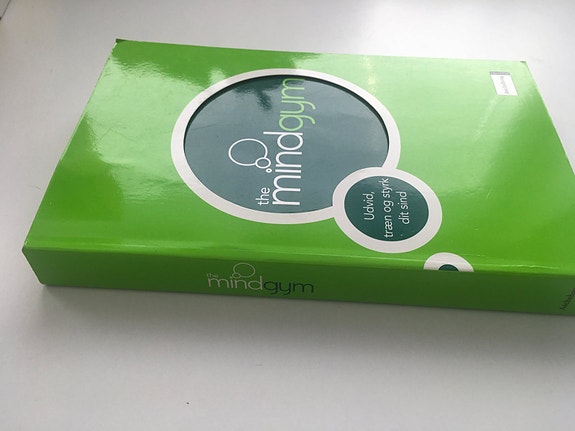 the
mindgym
Udvid,
træn og styrk
dit sind
the
mindgym